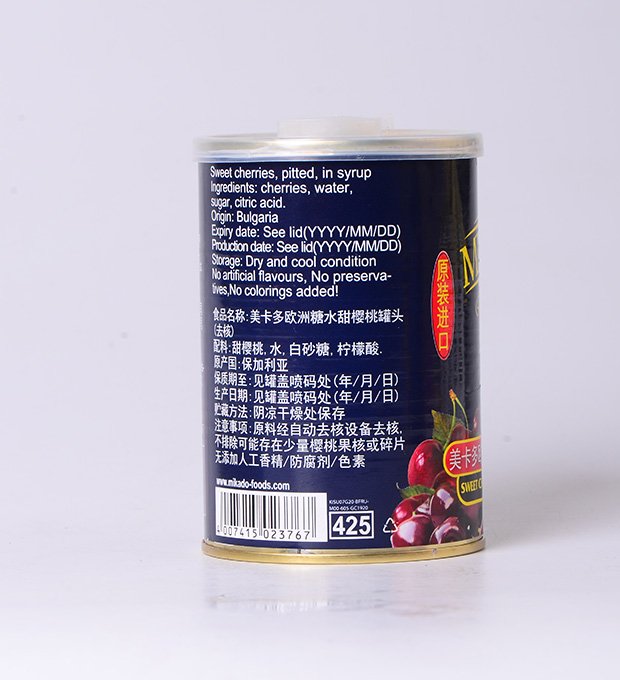 Sweet cherries, pitted, in syrup
Ingredients: cherries, water,
sugar, citric acid.
Origin: Bulgaria
Expiry date: See lid(YYYY/MM/DD)
Production date: See lid(YYYY/MM/DD)
Storage: Dry and cool condition
No artificial flavours, No preserva-
tives,No colorings added!
食品名称:美卡多欧洲糖水甜樱桃罐头
(去核)
配料:甜樱桃, 水, 白砂糖, 柠檬酸.
原产国:保加利亚
保质期至:见罐盖喷码处(年/月/日)
生产日期:见罐盖喷码处(年/月/日)
贮藏方法:阴凉干燥处保存
注意事项:原料经自动去核设备去核,
不排除可能存在少量樱桃果核或碎片
无添加人工香精/防腐剂/色素
www.mikado-foods.com
4 007415 023767
425
原装进口
美卡多
SWEET